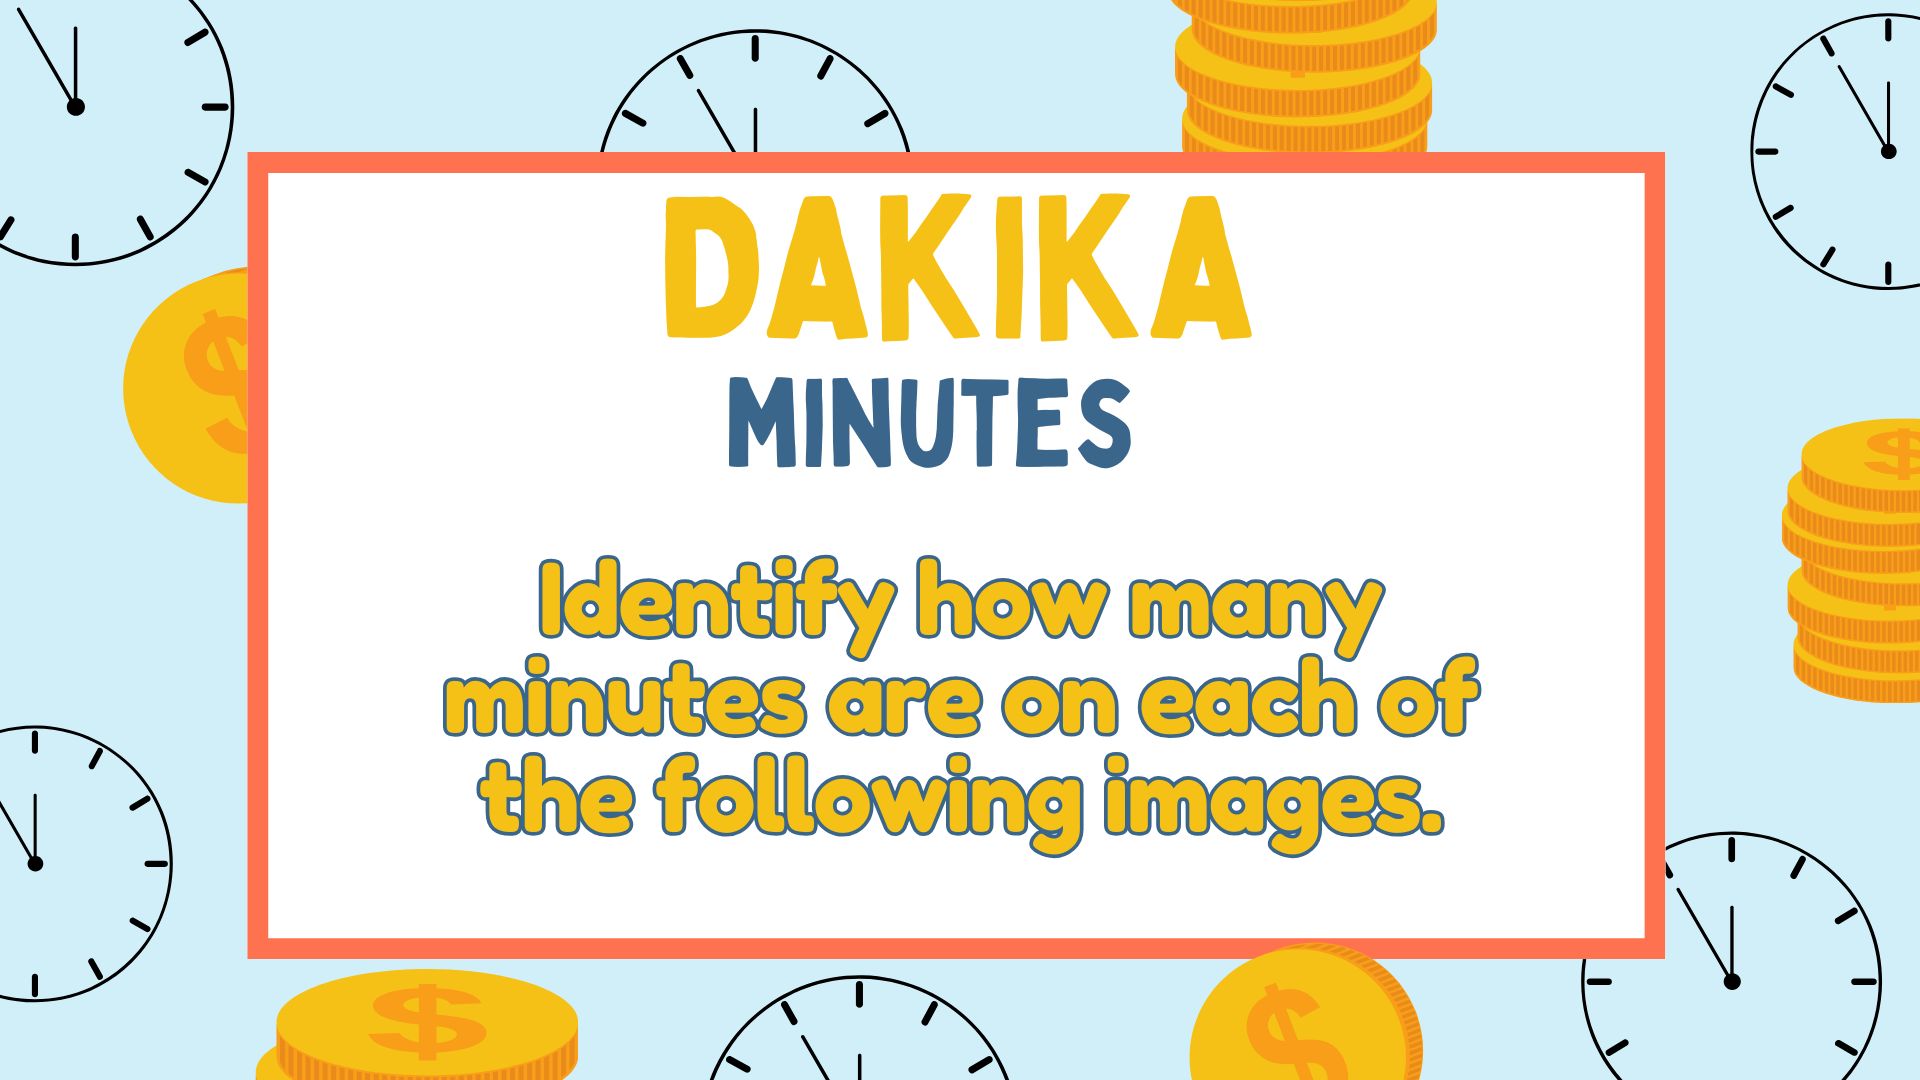 DAKIKA
MINUTES
Identify how many
minutes are on each of
the following images.